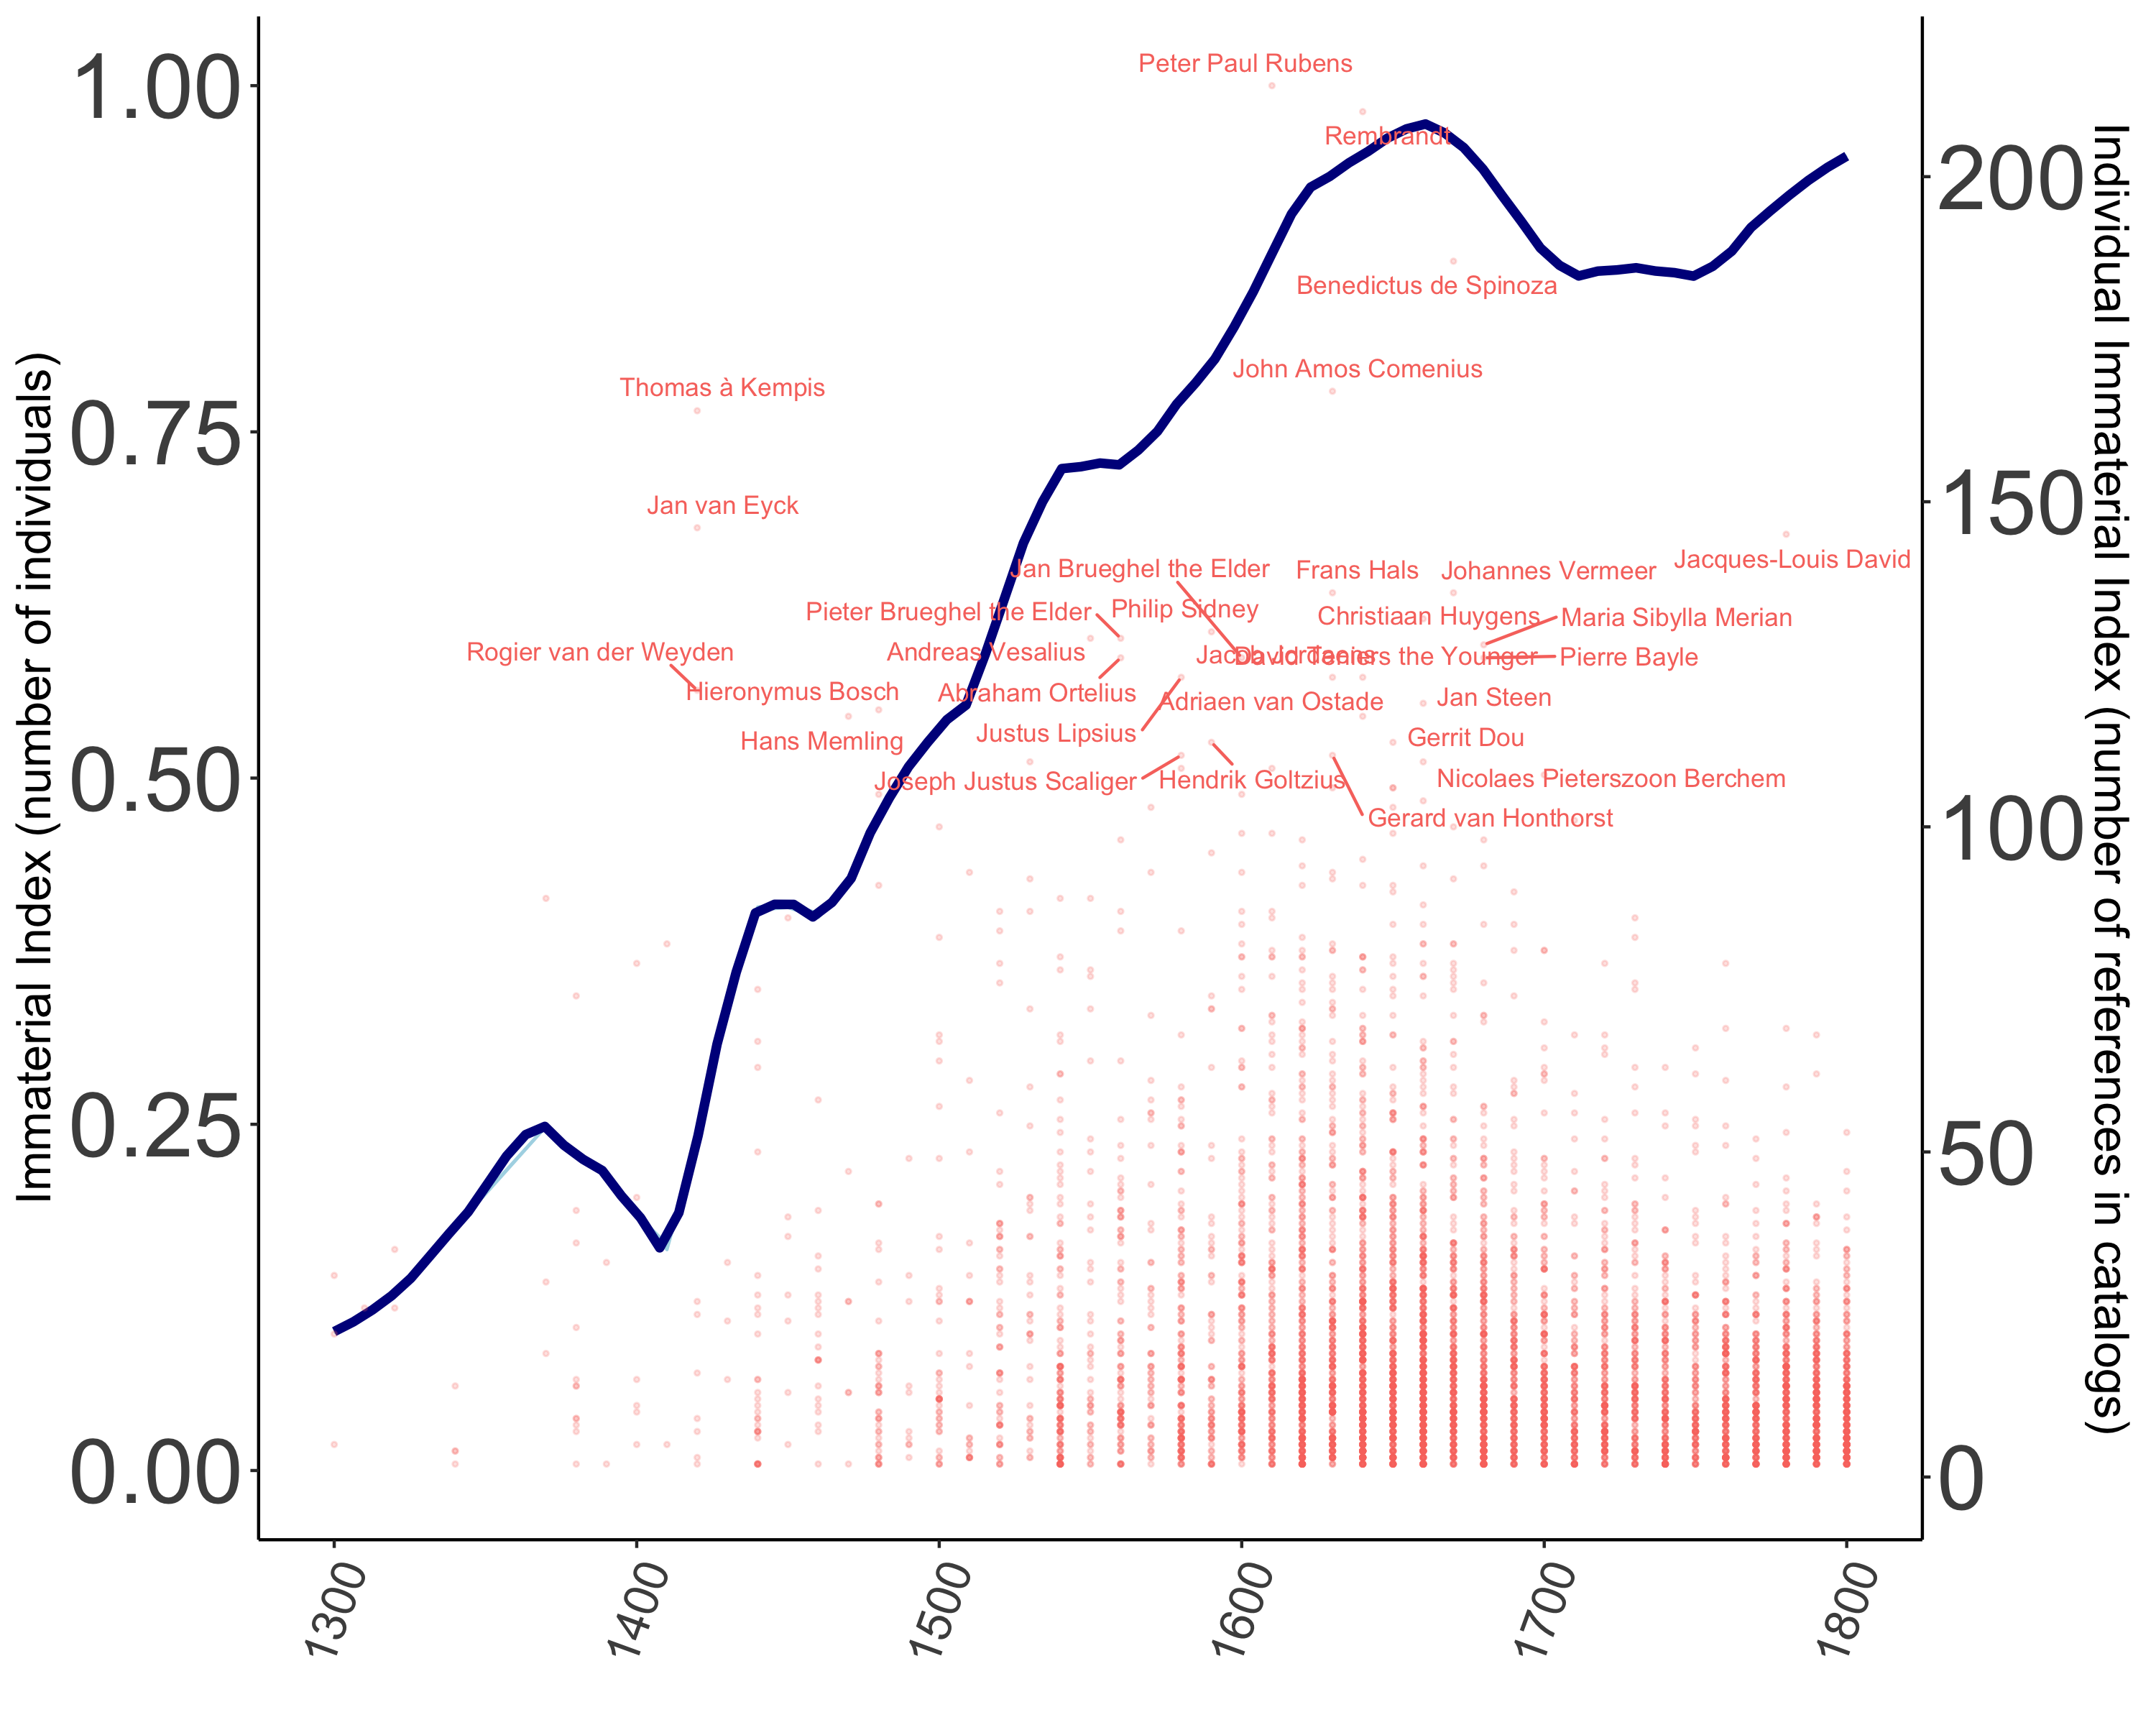 Immaterial Index (number of individuals)
1.00
0.75
0.50
0.25
0.00
Peter Paul Rubens
Rembrandt
Benedictus de Spinoza
John Amos Comenius
Thomas à Kempis
Jan van Eyck
Jacques-Louis David
Jan Brueghel the Elder
Frans Hals
Johannes Vermeer
Pieter Brueghel the Elder
Philip Sidney
Christiaan Huygens
Maria Sibylla Merian
Rogier van der Weyden
Andreas Vesalius
Jacob Jordaens
David Teniers the Younger
Pierre Bayle
Hieronymus Bosch
Abraham Ortelius
Adriaen van Ostade
Jan Steen
Hans Memling
Justus Lipsius
Gerrit Dou
Joseph Justus Scaliger
Hendrik Goltzius
Nicolaes Pieterszoon Berchem
Gerard van Honthorst
200
150
100
50
0
Individual Immaterial Index (number of references in catalogs)
1300
1400
1500
1600
1700
1800